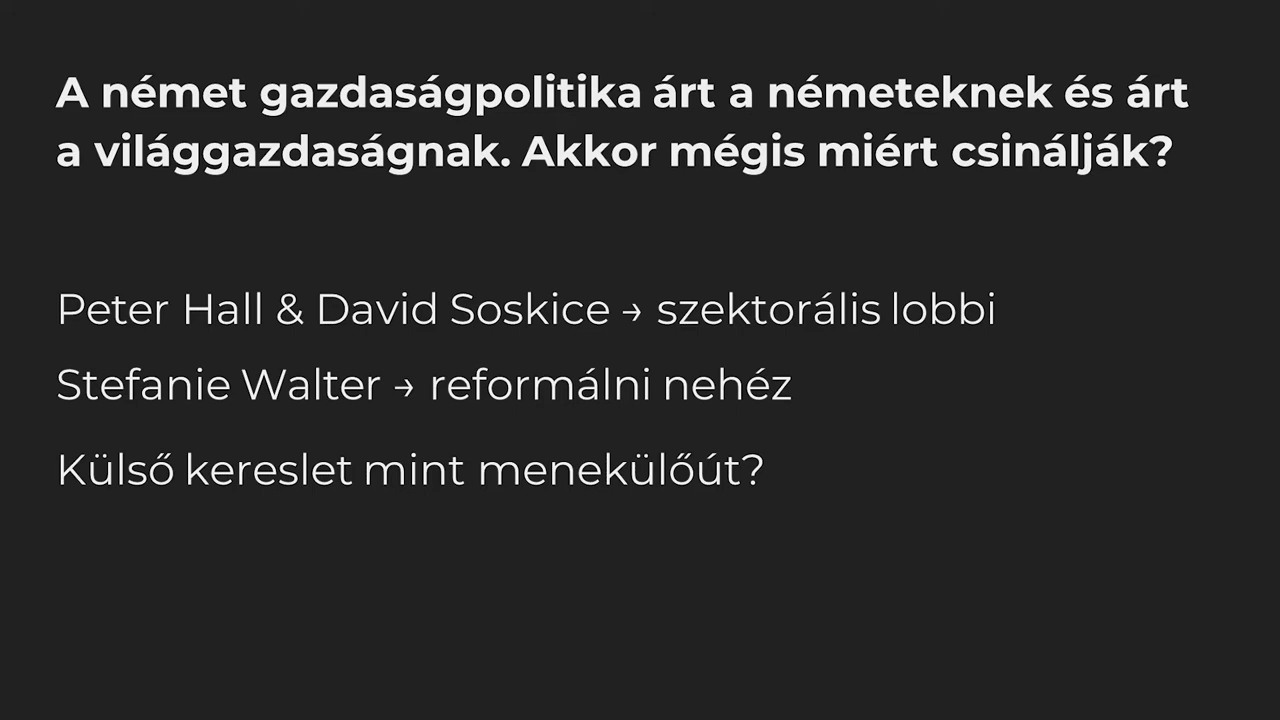 A német gazdaságpolitika árt a németeknek és árt
a világgazdaságnak. Akkor mégis miért csinálják?
Peter Hall & David Soskice → szektorális lobbi
Stefanie Walter → reformálni nehéz
Külső kereslet mint menekülőút?